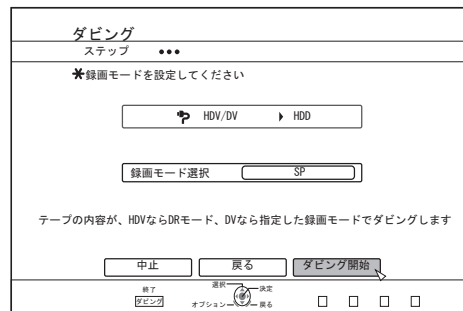 ダビング
ステップ
録画モードを設定してください
HDV/DV HDD
録画モード選択 SP
テープの内容が、HDVならDRモード、DVなら指定した録画モードでダビングします
中止 戻る ダビング開始
終了
ダビング
選択 決定
オプション 戻る